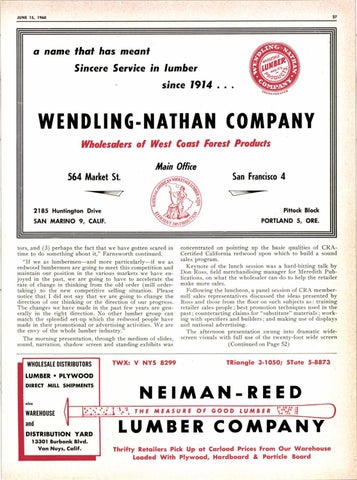 JUNE 15, 1960
37
a name that has meant
Sincere Service in lumber
since 1914 . . .
WENDLING-NATHAN
LUMBER
COMPANY
WENDLING-NATHAN COMPANY
Wholesalers of West Coast Forest Products
Main Office
564 Market St.
San Francisco 4
2185 Huntington Drive
SAN MARINO 9, CALIF.
Pittock Block
PORTLAND 5, ORE.
tors, and (3) perhaps the fact that we have gotten scared in
time to do something about it," Farnsworth continued.
"If we as lumbermen—and more particularly—if we as
redwood lumbermen are going to meet this competition and
maintain our position in the various markets we have en-
joyed in the past, we are going to have to accelerate the
rate of change in thinking from the old order (mill order-
taking) to the new competitive selling situation. Please
notice that I did not say that we are going to change the
direction of our thinking or the direction of our progress.
The changes we have made in the past few years are gen-
erally in the right direction. No other lumber group can
match the splendid set-up which the redwood people have
made in their promotional or advertising activities. We are
the envy of the whole lumber industry."
The morning presentation, through the medium of slides,
sound, narration, shadow screen and standing exhibits was
concentrated on pointing up the basic qualities of CRA-
Certified California redwood upon which to build a sound
sales program.
Keynote of the lunch session was a hard-hitting talk by
Don Ross, field merchandising manager for Meredith Pub-
lications, on what the wholesaler can do to help the retailer
make more sales.
Following the luncheon, a panel session of CRA member-
mill sales representatives discussed the ideas presented by
Ross and those from the floor on such subjects as: training
retailer sales people; best promotion techniques used in the
past; counteracting claims for "substitute" materials; work-
ing with specifiers and builders; and making use of displays
and national advertising.
The afternoon presentation swung into dramatic wide-
screen visuals with full use of the twenty-foot wide screen
(Continued on Page 52)
WHOLESALE DISTRIBUTORS
LUMBER • PLYWOOD
DIRECT MILL SHIPMENTS
also
WAREHOUSE
and
DISTRIBUTION YARD
13301 Burbank Blvd.
Van Nuys, Calif.
TWX: V NYS 8299
TRiangle 3-1050; STate 5-8873
NEIMAN-REED
THE MEASURE OF GOOD LUMBER
LUMBER COMPANY
Thrifty Retailers Pick Up at Carload Prices From Our Warehouse
Loaded With Plywood, Hardboard & Particle Board